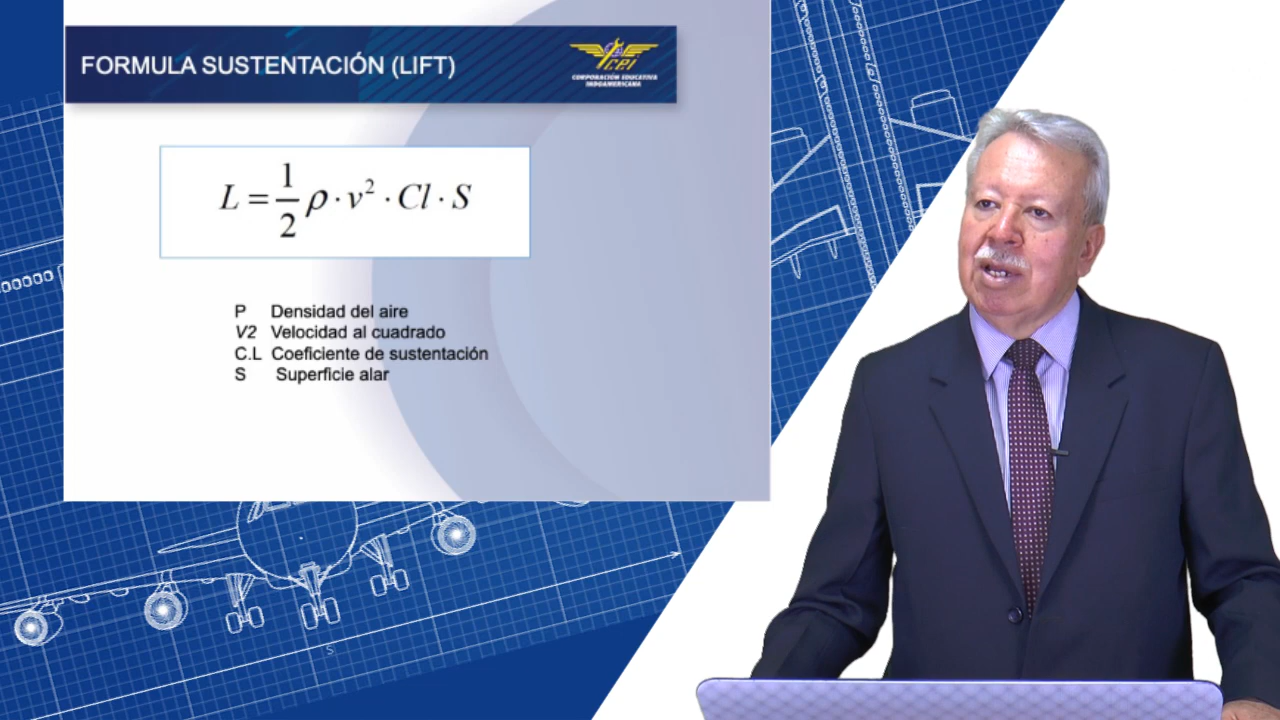 FORMULA SUSTENTACIÓN (LIFT)
c.e.i
CORPORACIÓN EDUCATIVA
INDOAMERICANA
L = 1/2 ρ · v² · Cl · S
P Densidad del aire
V2 Velocidad al cuadrado
C.L Coeficiente de sustentación
S Superficie alar
S